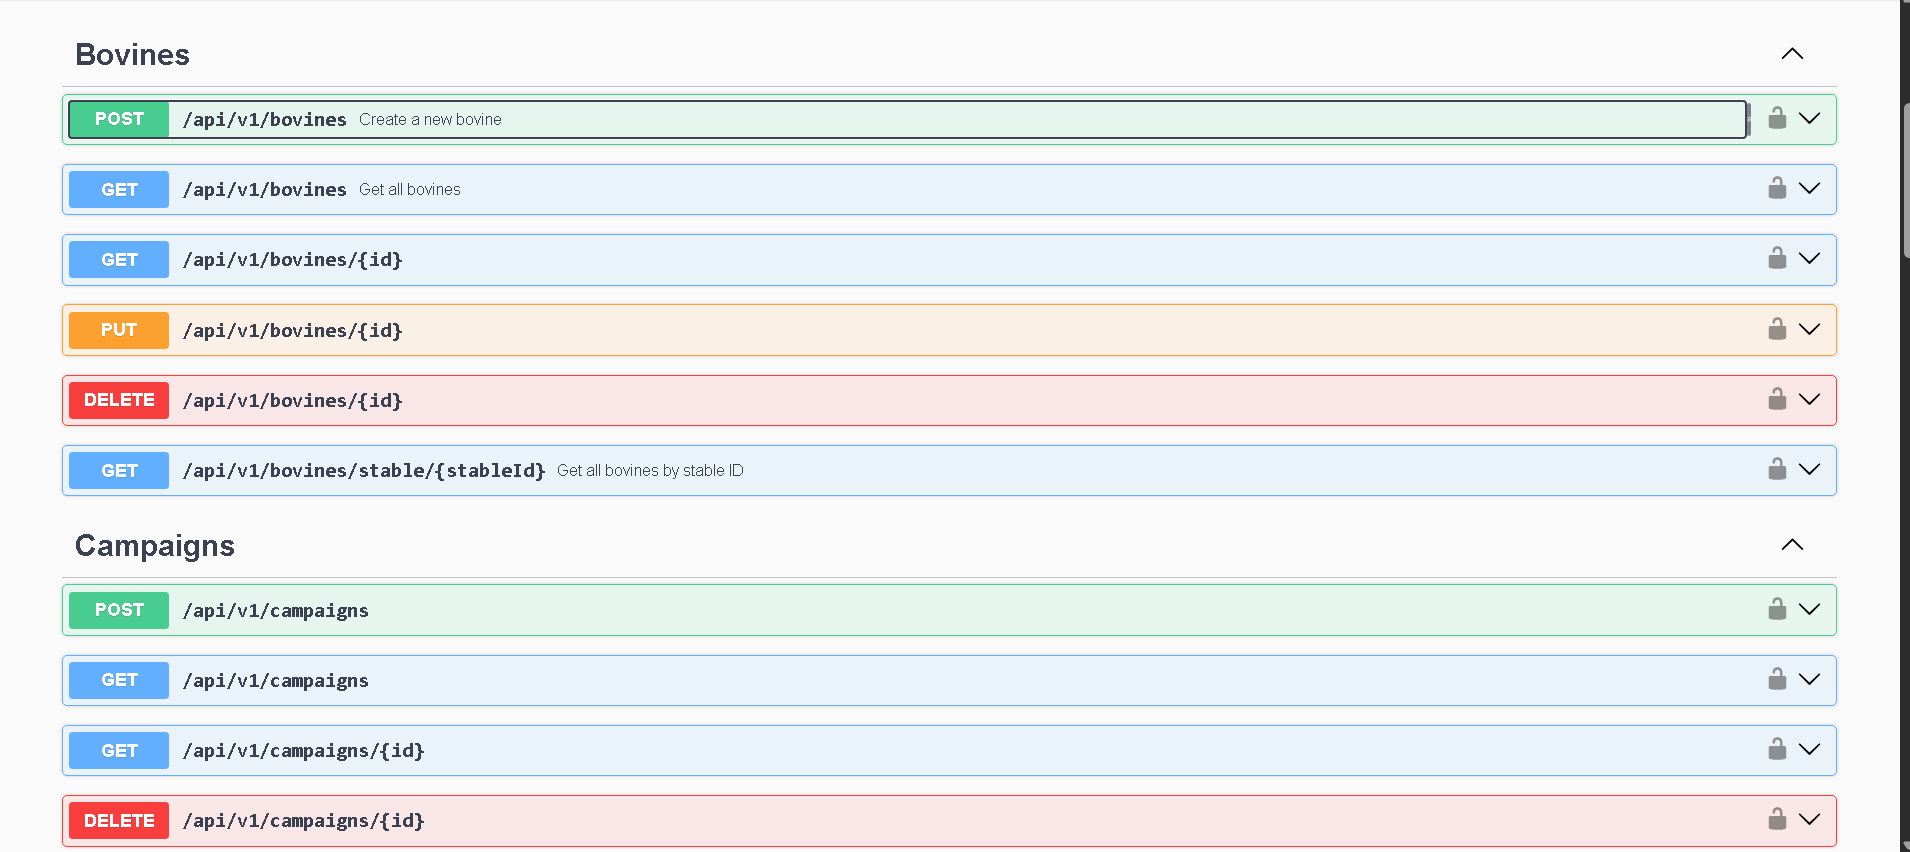 Bovines
POST /api/v1/bovines Create a new bovine
GET /api/v1/bovines Get all bovines
GET /api/v1/bovines/{id}
PUT /api/v1/bovines/{id}
DELETE /api/v1/bovines/{id}
GET /api/v1/bovines/stable/{stableId} Get all bovines by stable ID
Campaigns
POST /api/v1/campaigns
GET /api/v1/campaigns
GET /api/v1/campaigns/{id}
DELETE /api/v1/campaigns/{id}